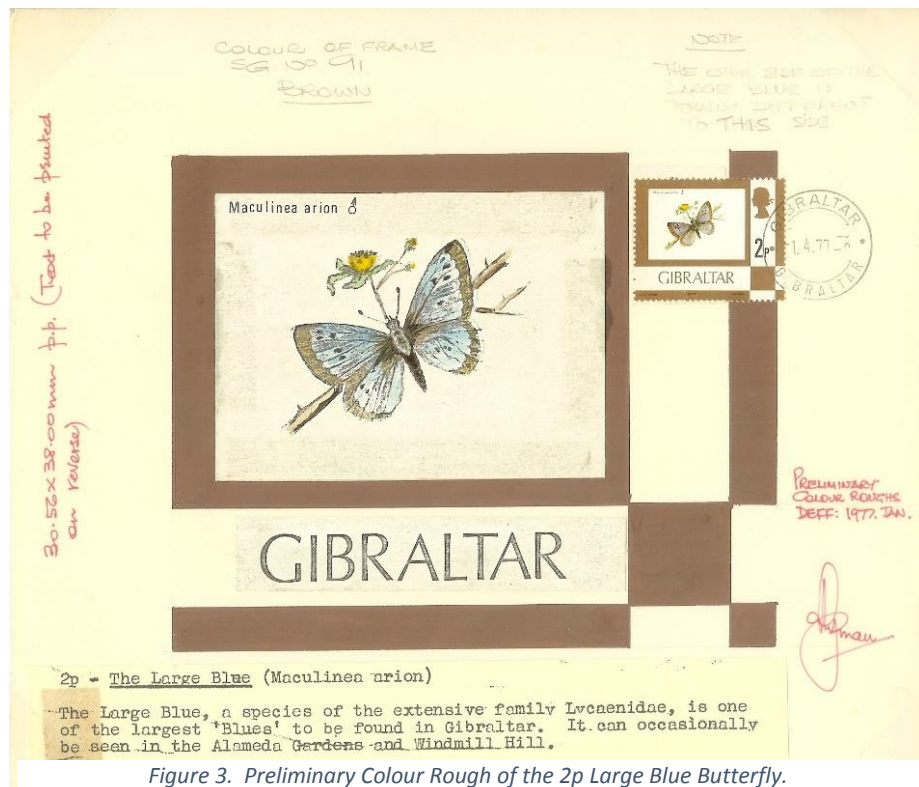 COLOUR OF FRAME
SG NO 91
BROWN
NOTE
THE OTHER SIDE OF THE
LARGE BLUE IS
TOTALLY DIFFERENT
TO THIS SIDE
30.56 x 38.00mm p.p. (Text to be printed
on reverse)
Maculinea arion ♂
GIBRALTAR
Maculinea arion ♂
2p
GIBRALTAR
GIBRALTAR
1.4.77
GIBRALTAR
PRELIMINARY
COLOUR ROUGHS
DEFF: 1977. JAN.
2p - The Large Blue (Maculinea arion)
The Large Blue, a species of the extensive family Lycaenidae, is one
of the largest 'Blues' to be found in Gibraltar. It can occasionally
be seen in the Alameda Gardens and Windmill Hill.
Figure 3. Preliminary Colour Rough of the 2p Large Blue Butterfly.